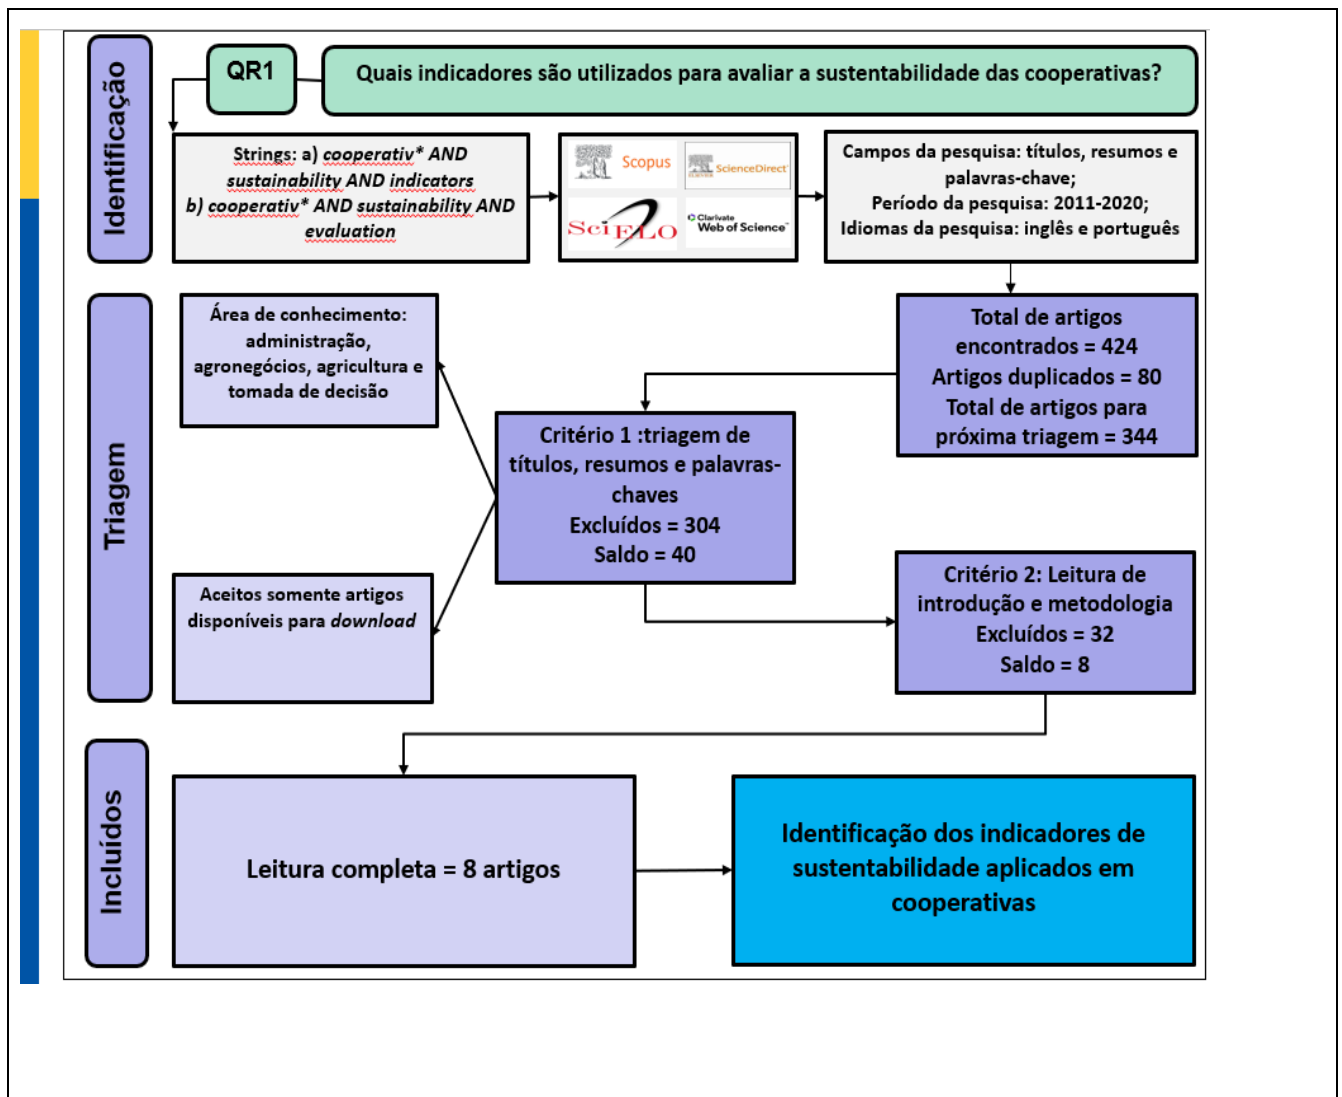 Identificação
QR1
Quais indicadores são utilizados para avaliar a sustentabilidade das cooperativas?
Strings: a) cooperativ* AND
sustainability AND indicators
b) cooperativ* AND sustainability AND
evaluation
Scopus
ELSEVIER
ScienceDirect
SciELO
Clarivate
Web of Science™
Campos da pesquisa: títulos, resumos e
palavras-chave;
Período da pesquisa: 2011-2020;
Idiomas da pesquisa: inglês e português
Triagem
Área de conhecimento:
administração,
agronegócios, agricultura e
tomada de decisão
Total de artigos
encontrados = 424
Artigos duplicados = 80
Total de artigos para
próxima triagem = 344
Critério 1 :triagem de
títulos, resumos e palavras-
chaves
Excluídos = 304
Saldo = 40
Aceitos somente artigos
disponíveis para download
Critério 2: Leitura de
introdução e metodologia
Excluídos = 32
Saldo = 8
Incluídos
Leitura completa = 8 artigos
Identificação dos indicadores de
sustentabilidade aplicados em
cooperativas